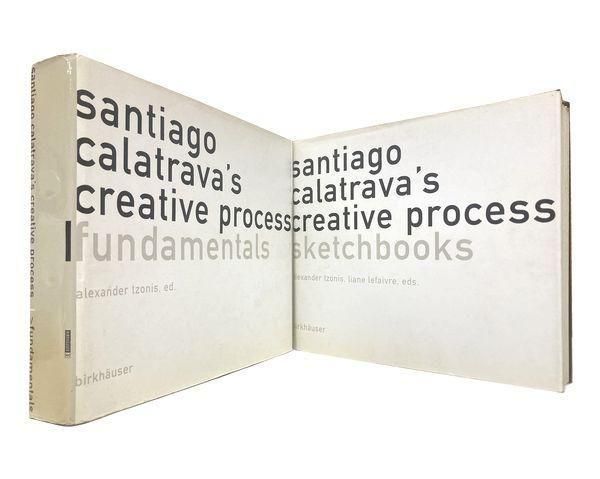 santiago calatrava's creative process |>fundamentals
santiago
calatrava's
creative process
fundamentals
alexander tzonis, ed.
birkhäuser
santiago
calatrava's
creative process
sketchbooks
alexander tzonis, liane lefaivre, eds.
birkhäuser